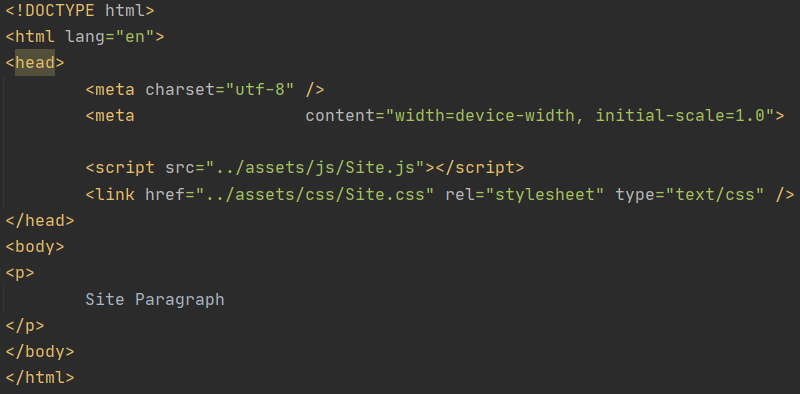 <!DOCTYPE html>
<html lang="en">
<head>
        <meta charset="utf-8" />
        <meta                 content="width=device-width, initial-scale=1.0">

        <script src="../assets/js/Site.js"></script>
        <link href="../assets/css/Site.css" rel="stylesheet" type="text/css" />
</head>
<body>
<p>
        Site Paragraph
</p>
</body>
</html>